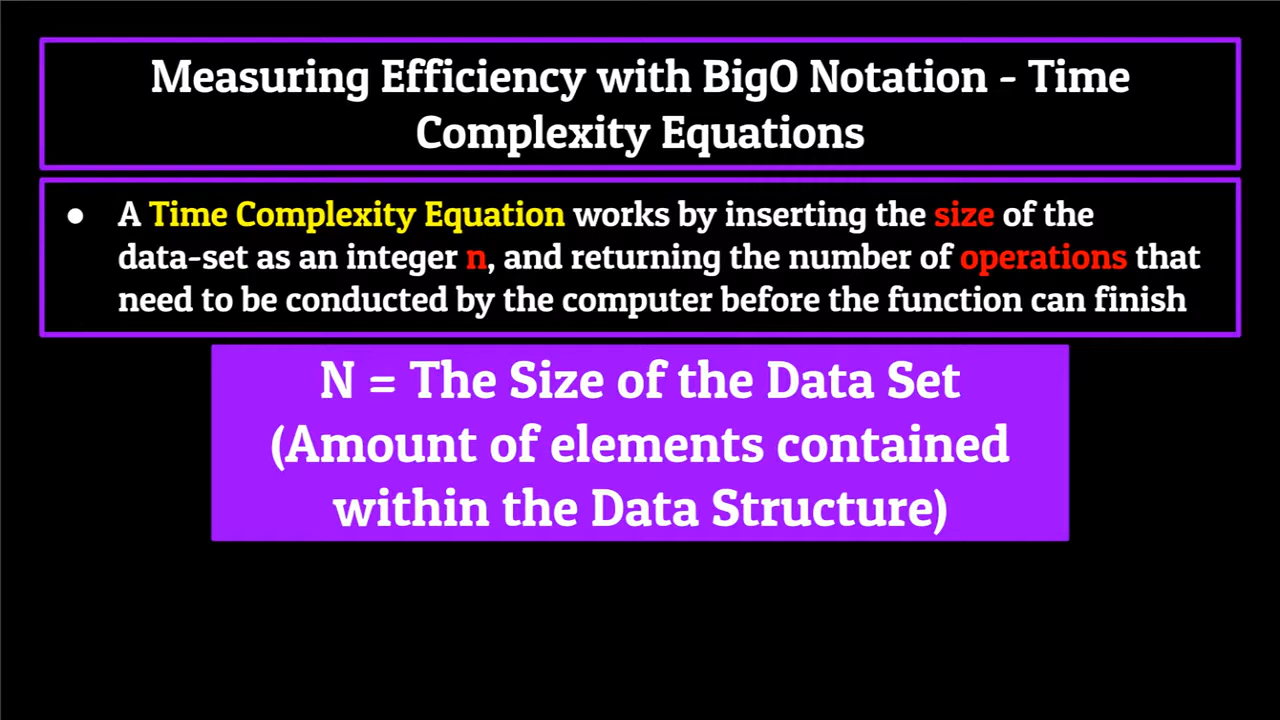 Measuring Efficiency with BigO Notation - Time
Complexity Equations
● A Time Complexity Equation works by inserting the size of the
data-set as an integer n, and returning the number of operations that
need to be conducted by the computer before the function can finish
N = The Size of the Data Set
(Amount of elements contained
within the Data Structure)